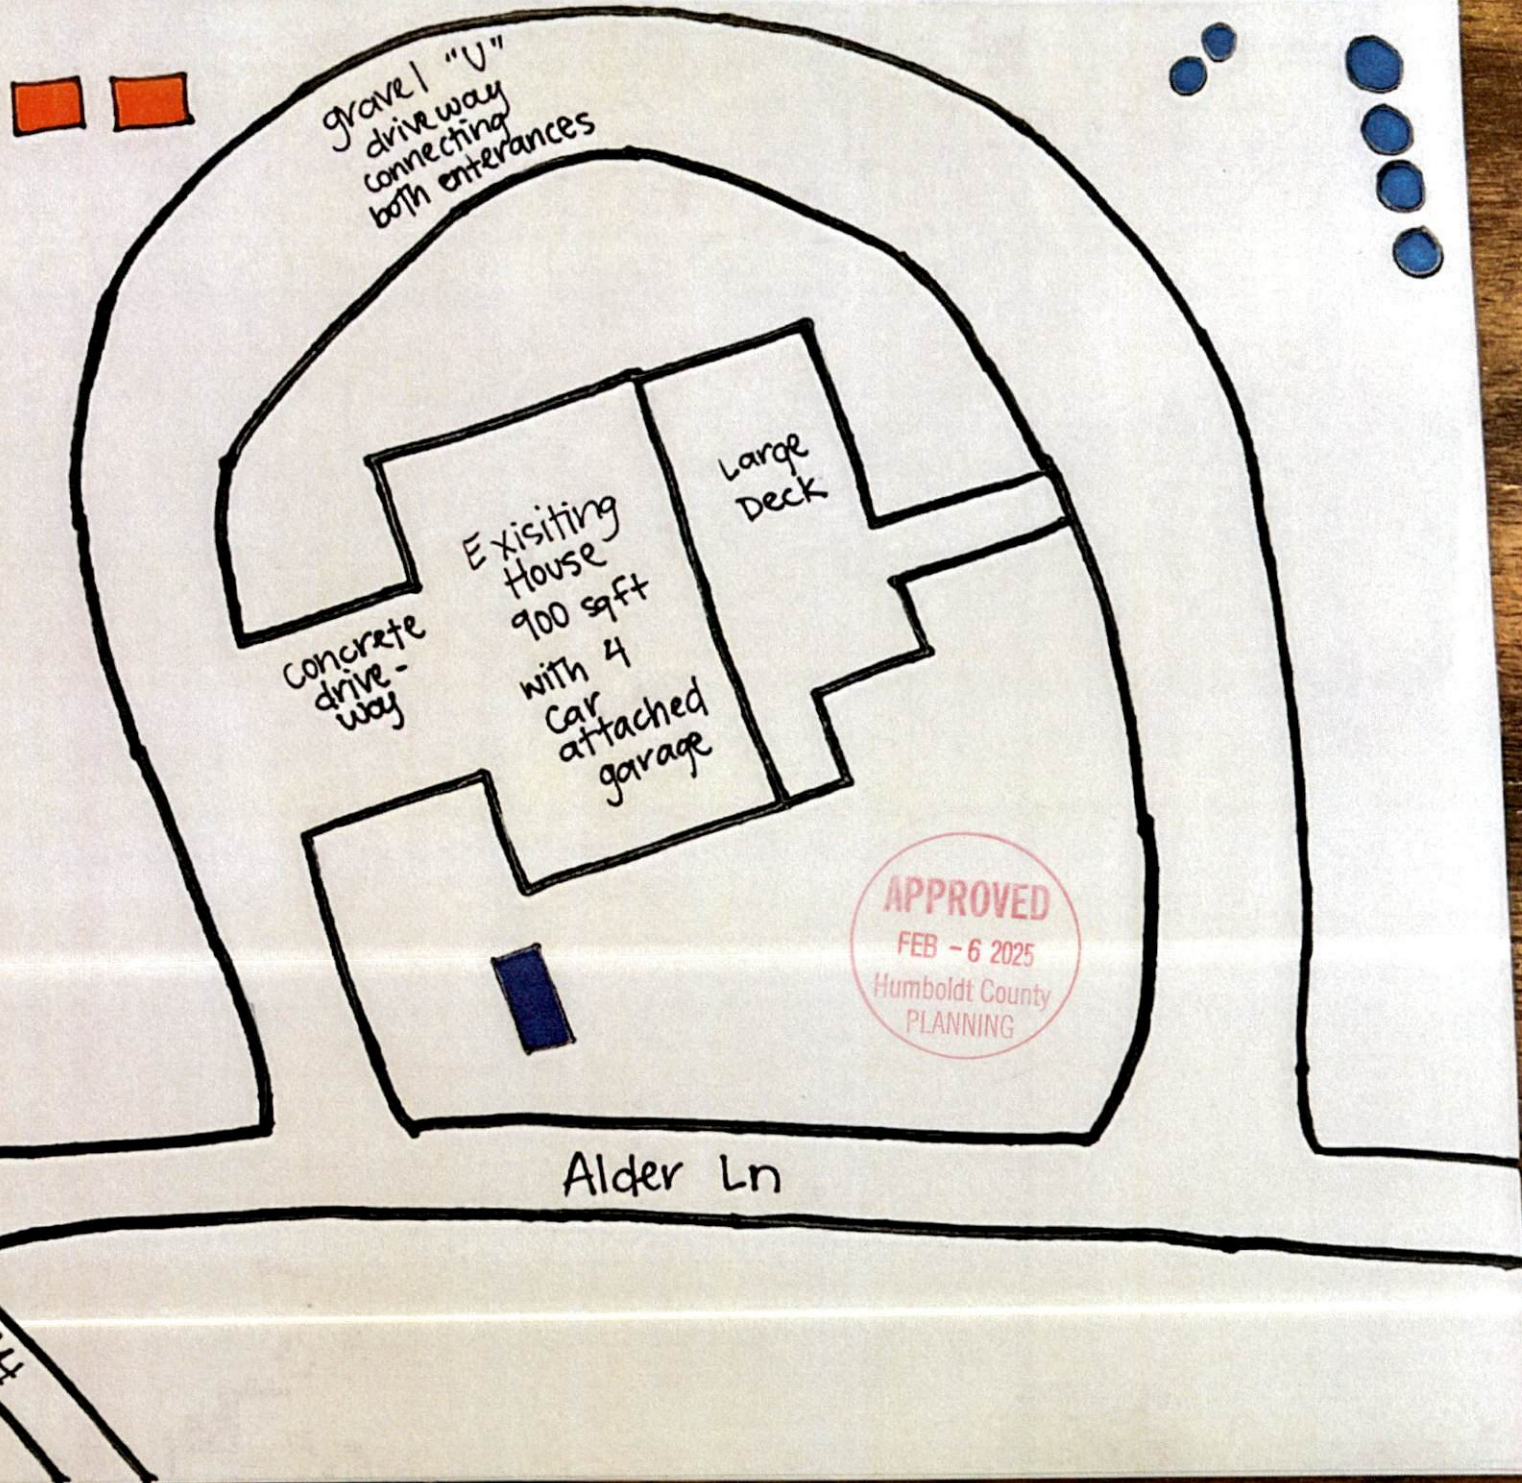 gravel "U"
driveway
connecting
both enterances
Large
Deck
Exisiting
House
900 sqft
with 4
car
attached
garage
concrete
drive-
way
APPROVED
FEB - 6 2025
Humboldt County
PLANNING
Alder Ln